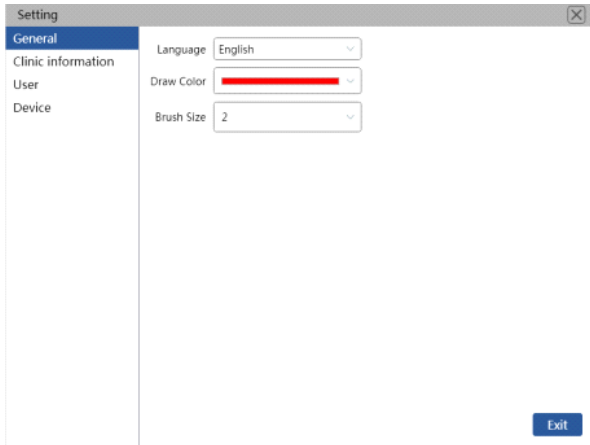 Setting
General
Clinic information
User
Device
Language English
Draw Color
Brush Size 2
Exit